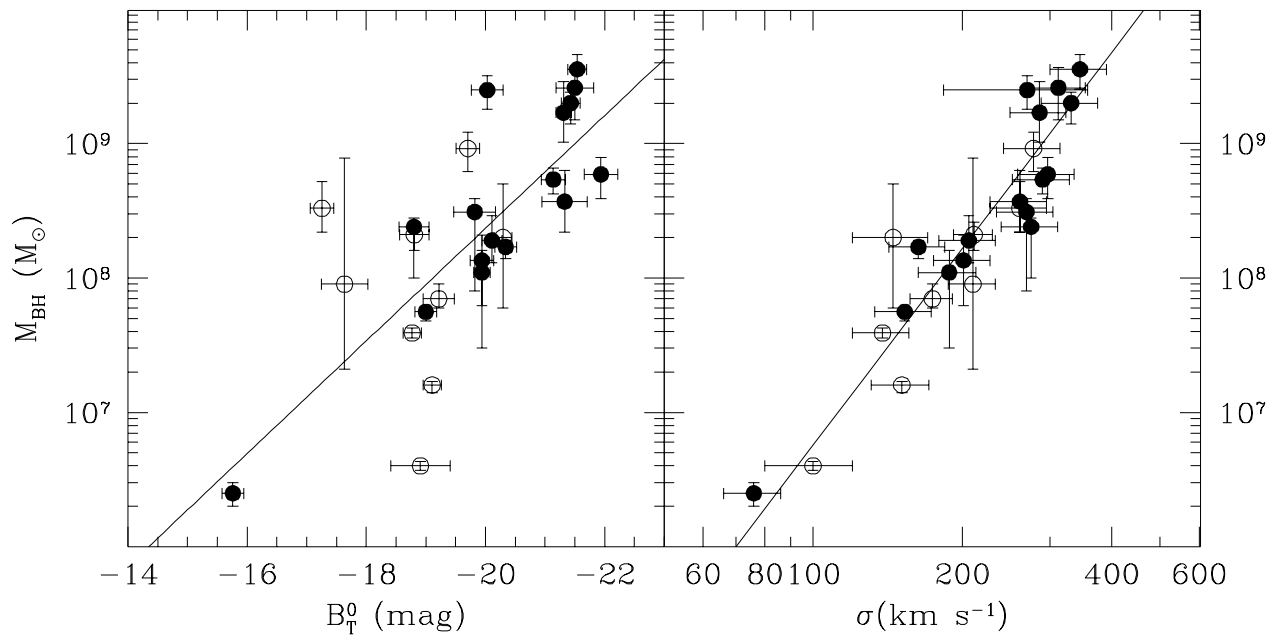 M_BH (M_⊙)
10⁹ 10⁹
10⁸ 10⁸
10⁷ 10⁷
−14 −16 −18 −20 −22 60 80 100 200 400 600
B_T^0 (mag) σ(km s⁻¹)